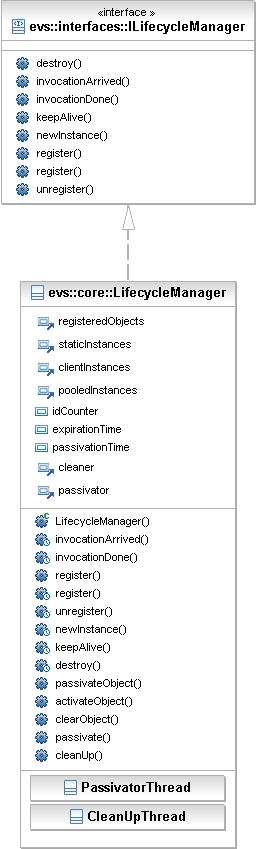 «interface »
evs::interfaces::ILifecycleManager
destroy()
invocationArrived()
invocationDone()
keepAlive()
newInstance()
register()
register()
unregister()
evs::core::LifecycleManager
registeredObjects
staticInstances
clientInstances
pooledInstances
idCounter
expirationTime
passivationTime
cleaner
passivator
LifecycleManager()
invocationArrived()
invocationDone()
register()
register()
unregister()
newInstance()
keepAlive()
destroy()
passivateObject()
activateObject()
clearObject()
passivate()
cleanUp()
PassivatorThread
CleanUpThread